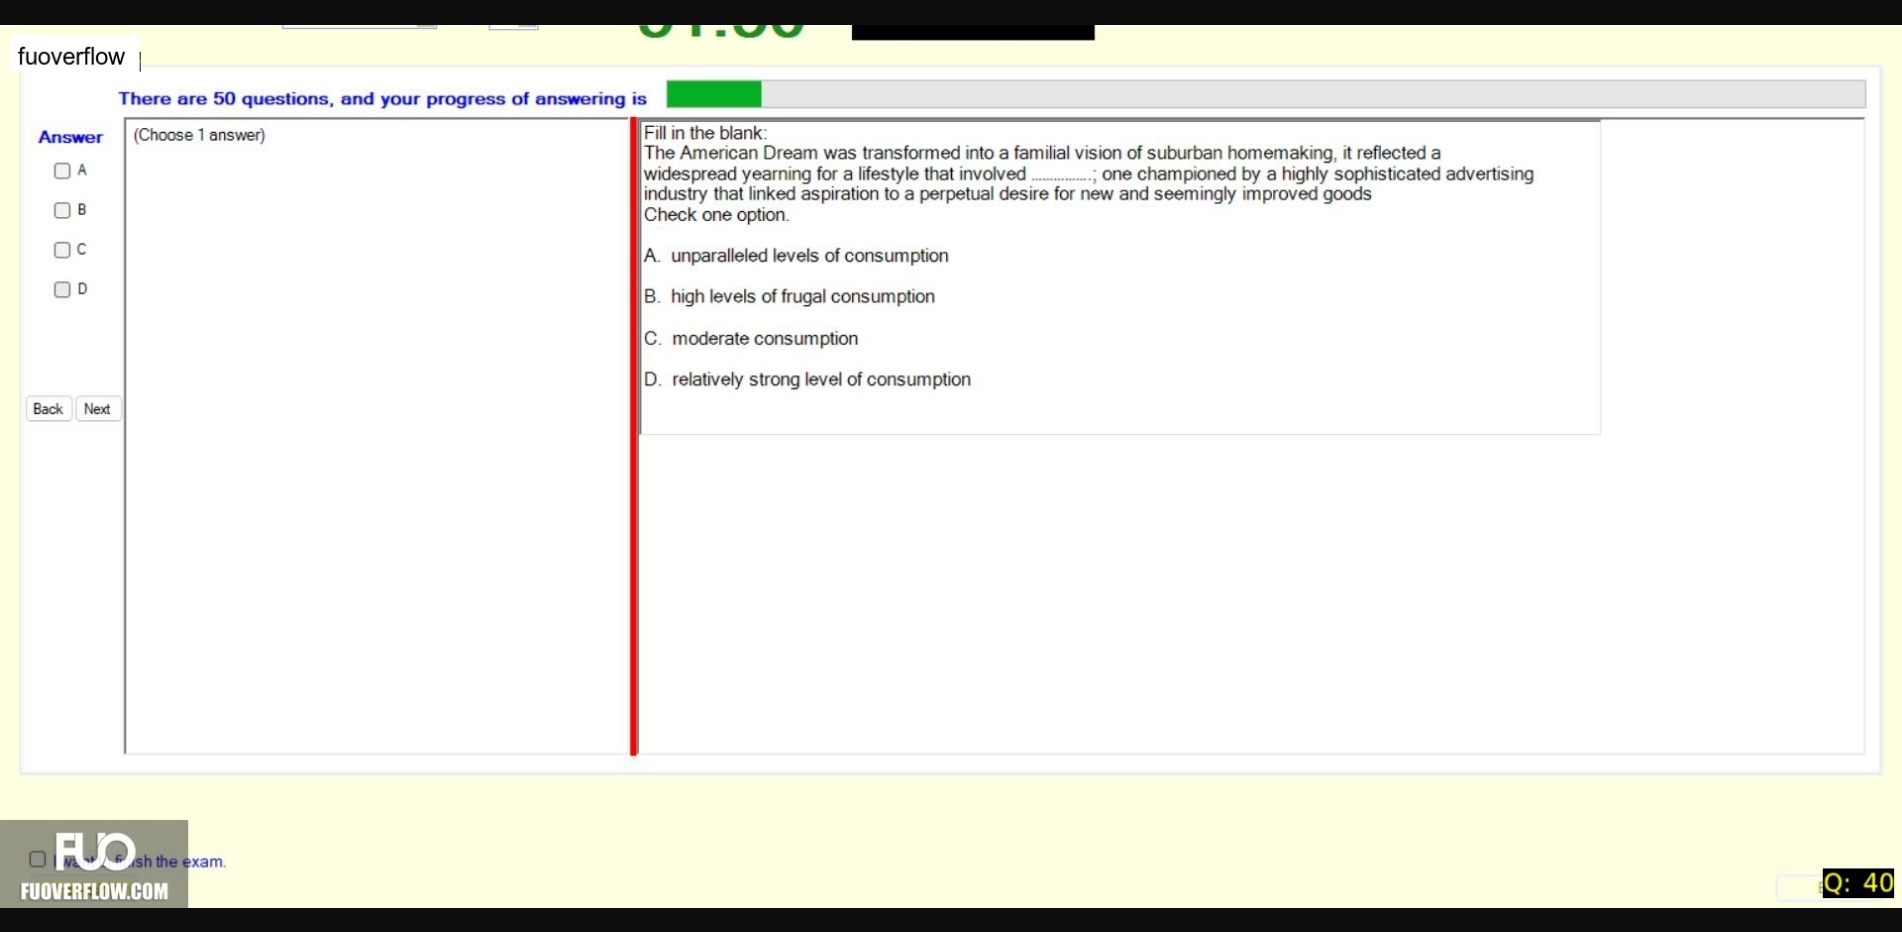 fuoverflow
There are 50 questions, and your progress of answering is
Answer
(Choose 1 answer)
A
B
C
D
Back Next
Fill in the blank:
The American Dream was transformed into a familial vision of suburban homemaking, it reflected a
widespread yearning for a lifestyle that involved ...............; one championed by a highly sophisticated advertising
industry that linked aspiration to a perpetual desire for new and seemingly improved goods
Check one option.
A. unparalleled levels of consumption
B. high levels of frugal consumption
C. moderate consumption
D. relatively strong level of consumption
FUO
I want finish the exam.
FUOVERFLOW.COM
Q: 40